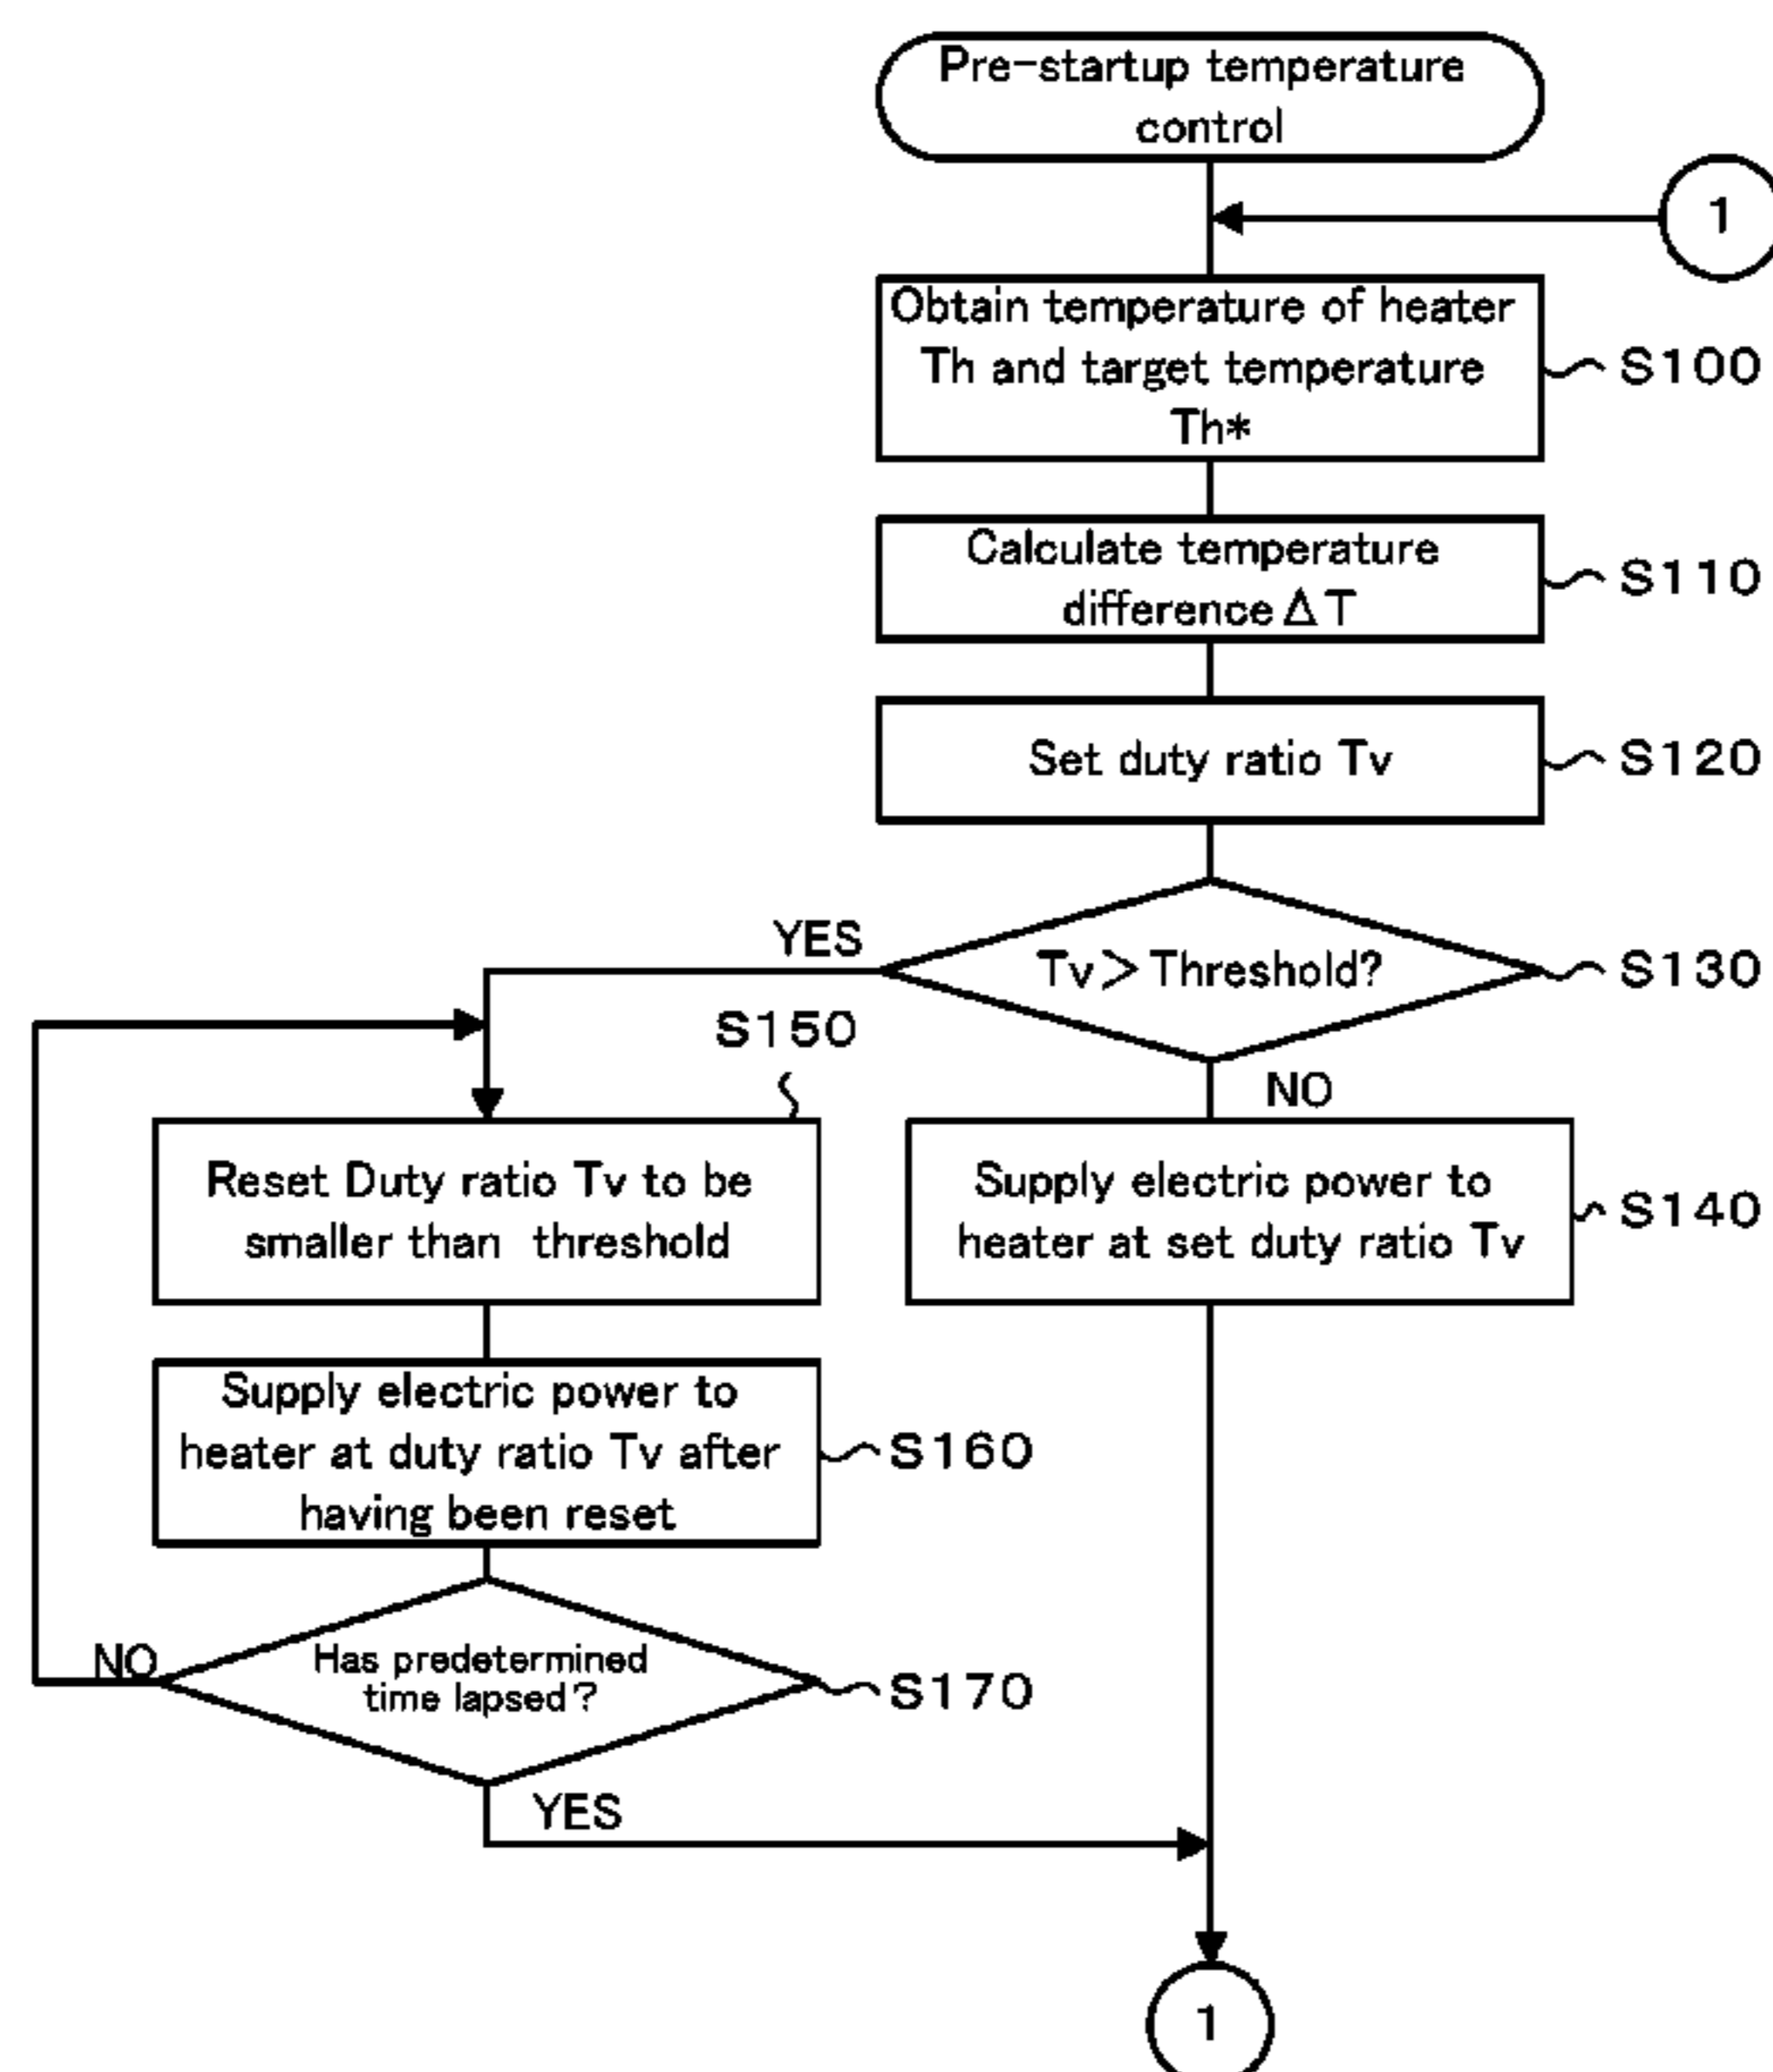 Pre-startup temperature
control
1
Obtain temperature of heater
Th and target temperature
Th*
S100
Calculate temperature
difference ΔT
S110
Set duty ratio Tv
S120
YES
Tv > Threshold?
S130
S150
NO
Reset Duty ratio Tv to be
smaller than threshold
Supply electric power to
heater at set duty ratio Tv
S140
Supply electric power to
heater at duty ratio Tv after
having been reset
S160
NO
Has predetermined
time lapsed?
S170
YES
1